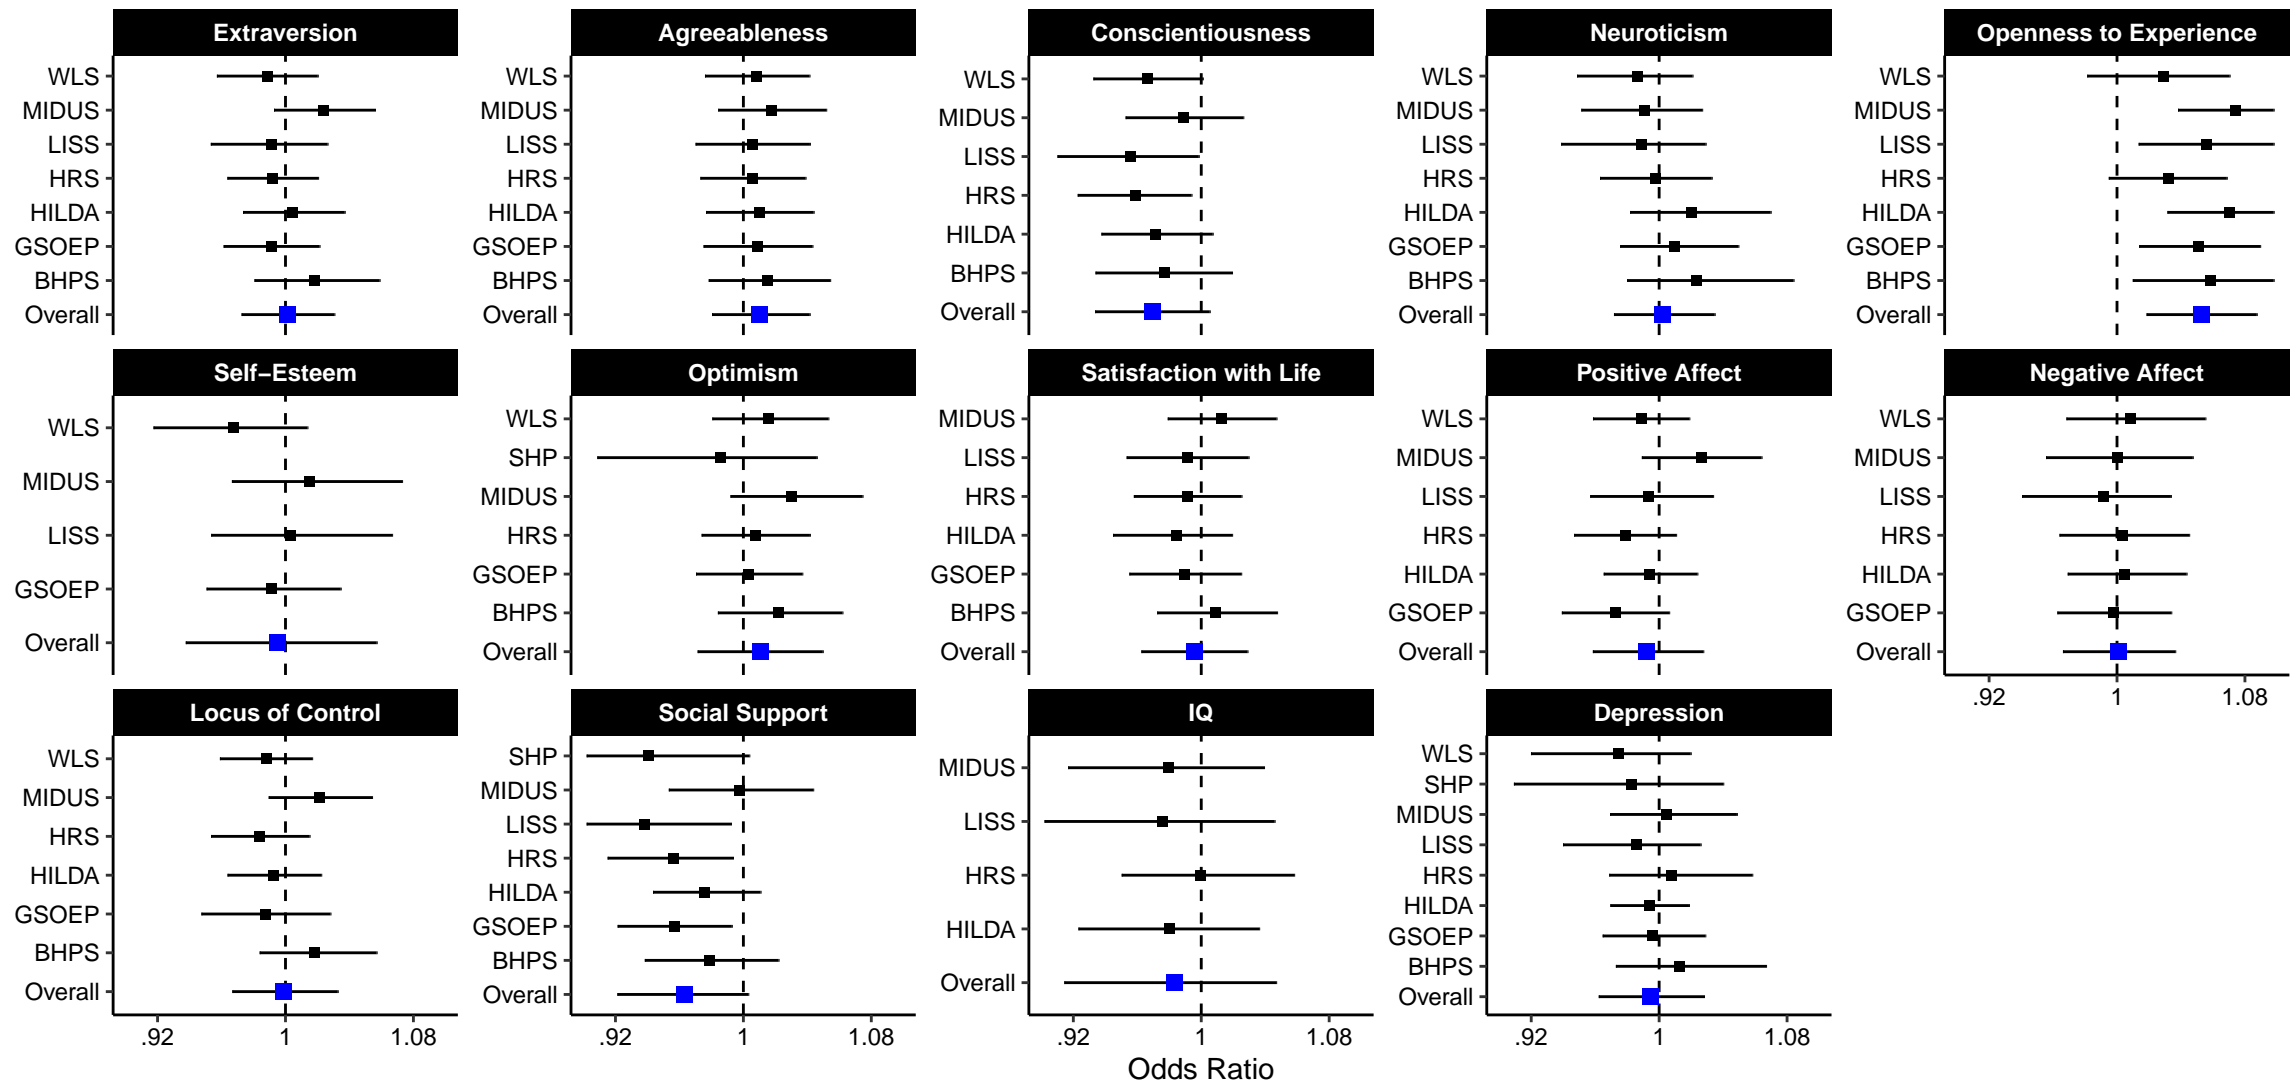 Extraversion
WLS
MIDUS
LISS
HRS
HILDA
GSOEP
BHPS
Overall
Agreeableness
WLS
MIDUS
LISS
HRS
HILDA
GSOEP
BHPS
Overall
Conscientiousness
WLS
MIDUS
LISS
HRS
HILDA
BHPS
Overall
Neuroticism
WLS
MIDUS
LISS
HRS
HILDA
GSOEP
BHPS
Overall
Openness to Experience
WLS
MIDUS
LISS
HRS
HILDA
GSOEP
BHPS
Overall
Self−Esteem
WLS
MIDUS
LISS
GSOEP
Overall
Optimism
WLS
SHP
MIDUS
HRS
GSOEP
BHPS
Overall
Satisfaction with Life
MIDUS
LISS
HRS
HILDA
GSOEP
BHPS
Overall
Positive Affect
WLS
MIDUS
LISS
HRS
HILDA
GSOEP
Overall
Negative Affect
WLS
MIDUS
LISS
HRS
HILDA
GSOEP
Overall
.92 1 1.08
Locus of Control
WLS
MIDUS
HRS
HILDA
GSOEP
BHPS
Overall
.92 1 1.08
Social Support
SHP
MIDUS
LISS
HRS
HILDA
GSOEP
BHPS
Overall
.92 1 1.08
IQ
MIDUS
LISS
HRS
HILDA
Overall
.92 1 1.08
Depression
WLS
SHP
MIDUS
LISS
HRS
HILDA
GSOEP
BHPS
Overall
.92 1 1.08
Odds Ratio